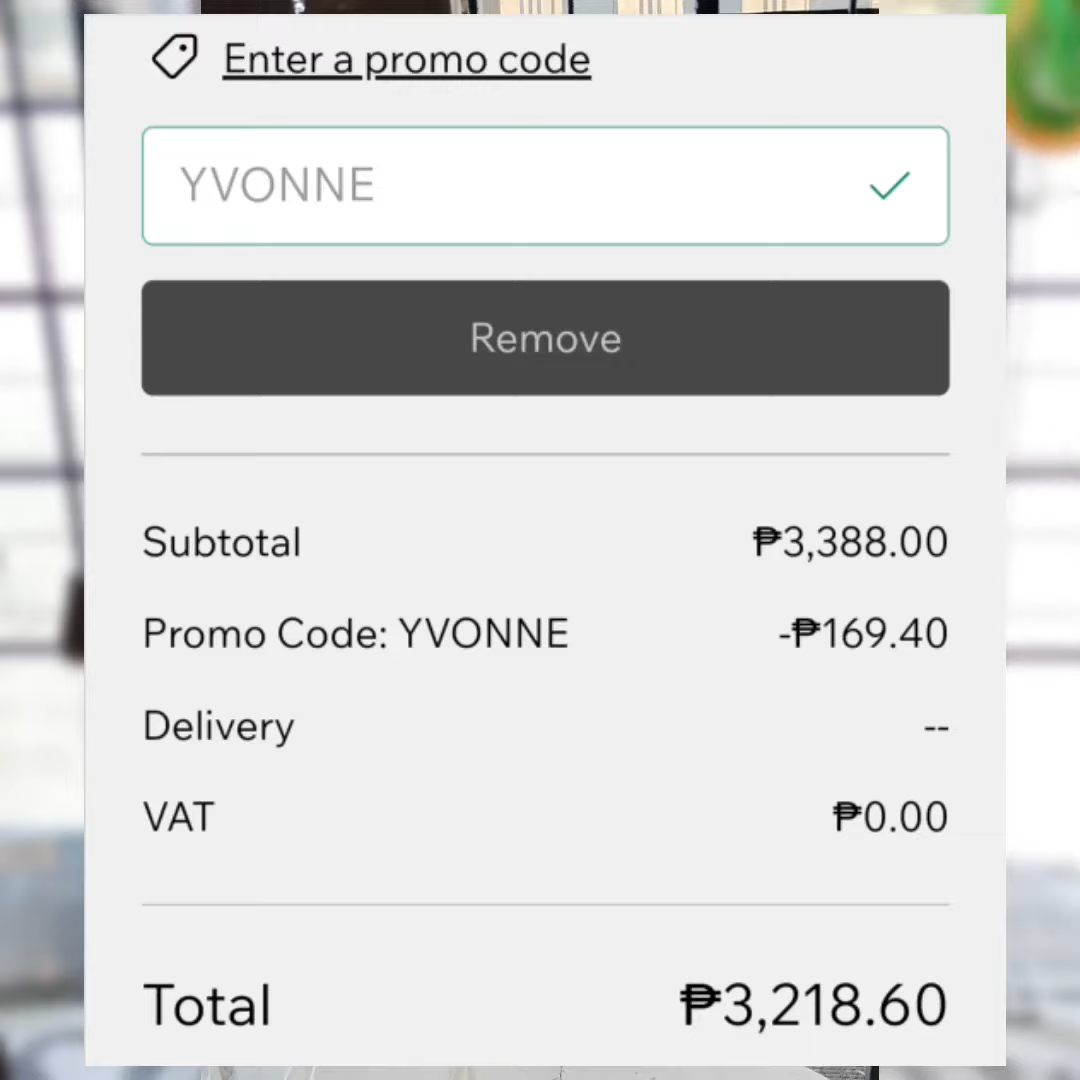 Enter a promo code
YVONNE
Remove
Subtotal ₱3,388.00
Promo Code: YVONNE -₱169.40
Delivery --
VAT ₱0.00
Total ₱3,218.60